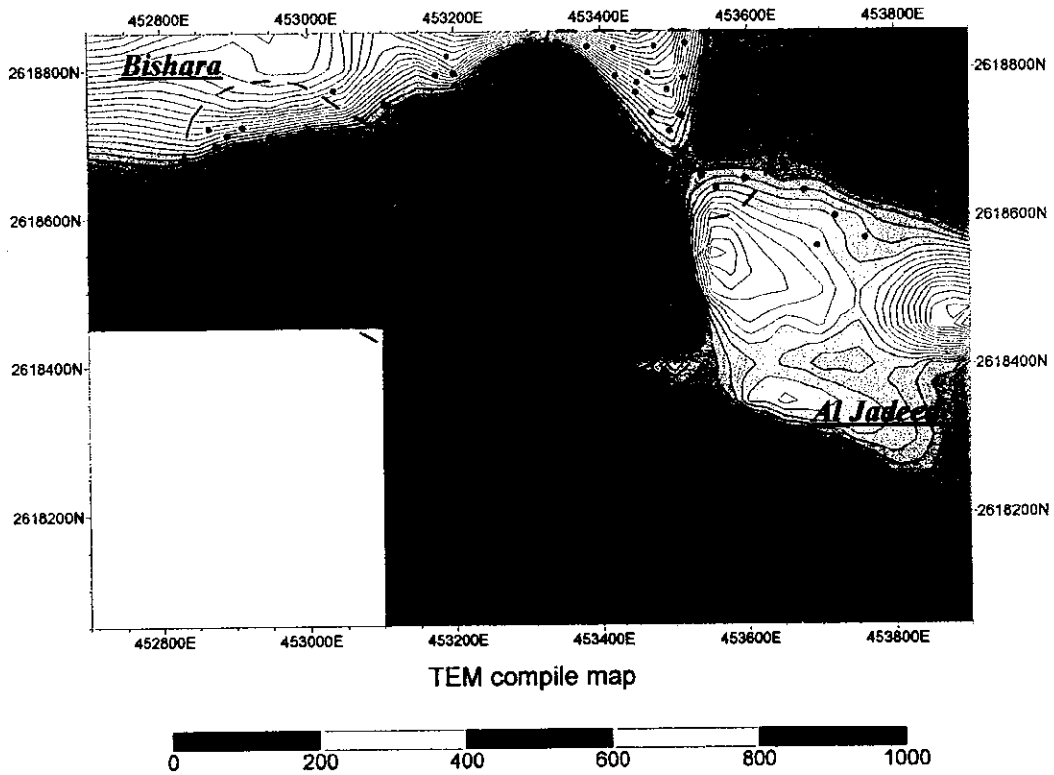 452800E 453000E 453200E 453400E 453600E 453800E
2618800N Bishara 2618800N
2618600N 2618600N
2618400N 2618400N
Al Jadeed
2618200N 2618200N
452800E 453000E 453200E 453400E 453600E 453800E
TEM compile map
0 200 400 600 800 1000